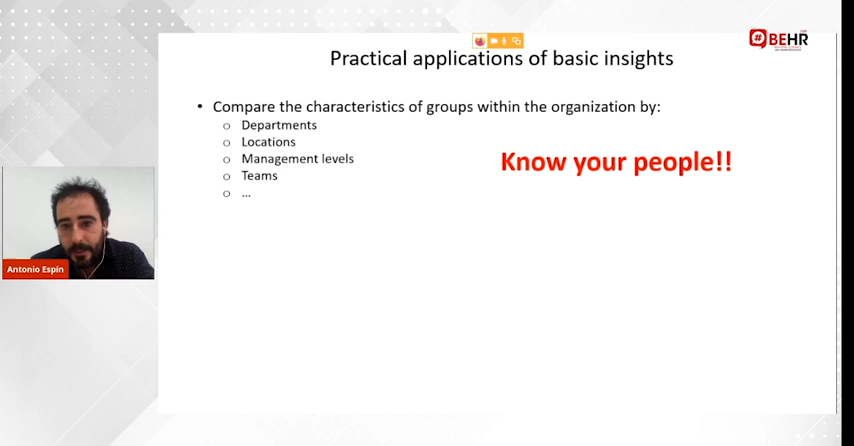 #BEHR
Practical applications of basic insights
• Compare the characteristics of groups within the organization by:
o Departments
o Locations
o Management levels
o Teams
o ...
Know your people!!
Antonio Espín